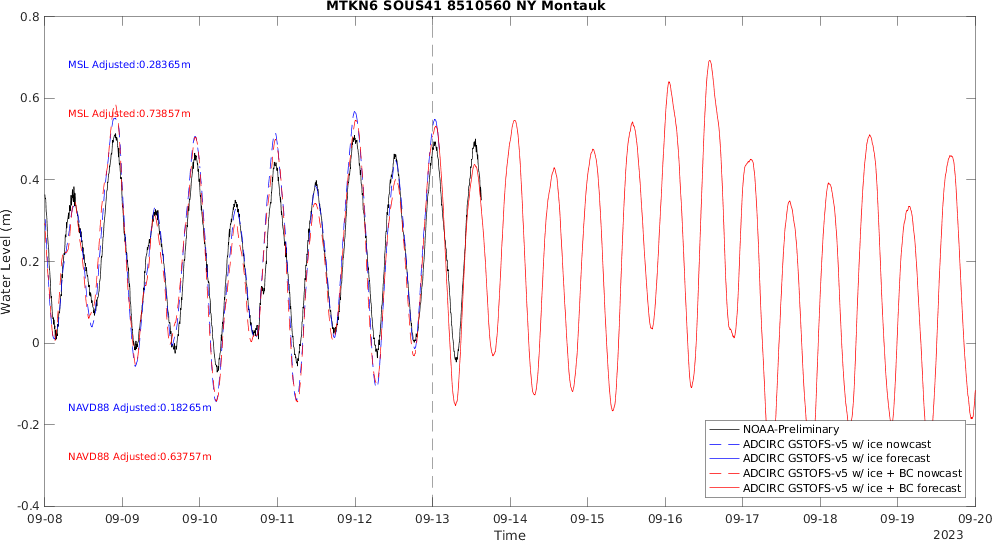 MTKN6 SOUS41 8510560 NY Montauk
0.8
0.6
0.4
0.2
0
-0.2
-0.4
Water Level (m)
MSL Adjusted:0.28365m
MSL Adjusted:0.73857m
NAVD88 Adjusted:0.18265m
NAVD88 Adjusted:0.63757m
NOAA-Preliminary
ADCIRC GSTOFS-v5 w/ ice nowcast
ADCIRC GSTOFS-v5 w/ ice forecast
ADCIRC GSTOFS-v5 w/ ice + BC nowcast
ADCIRC GSTOFS-v5 w/ ice + BC forecast
09-08 09-09 09-10 09-11 09-12 09-13 09-14 09-15 09-16 09-17 09-18 09-19 09-20
Time
2023